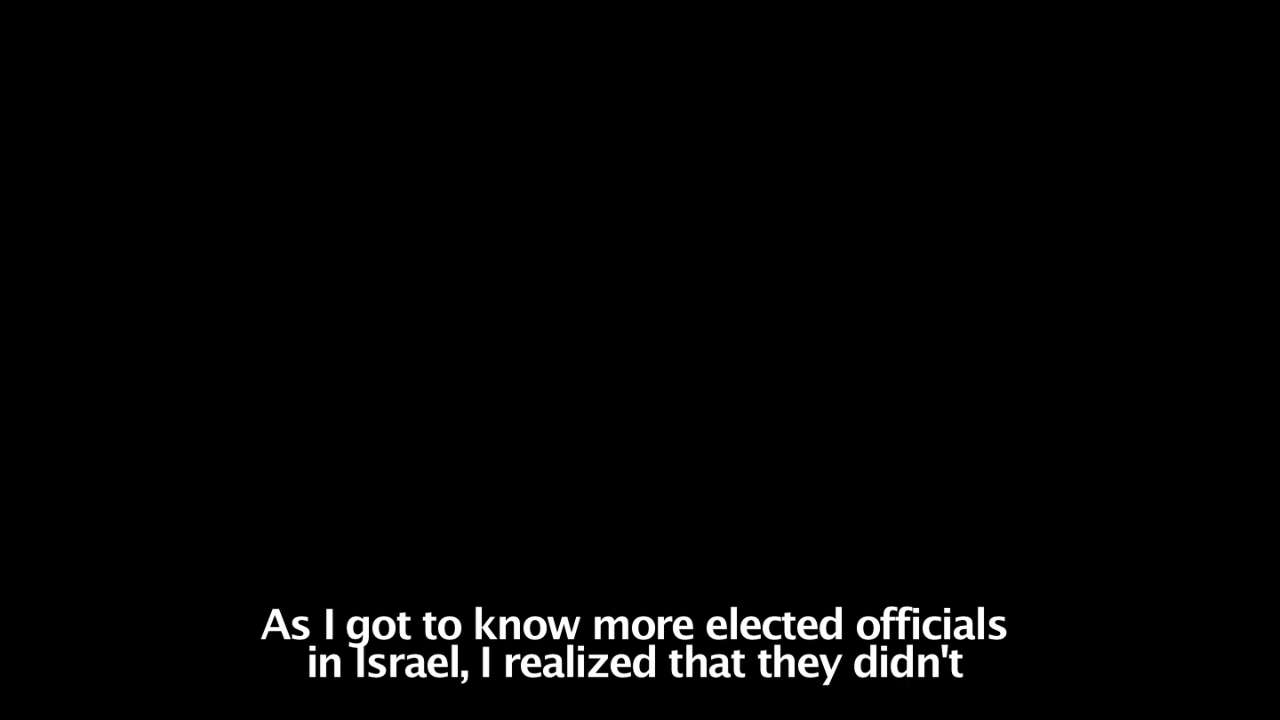 As I got to know more elected officials
in Israel, I realized that they didn't